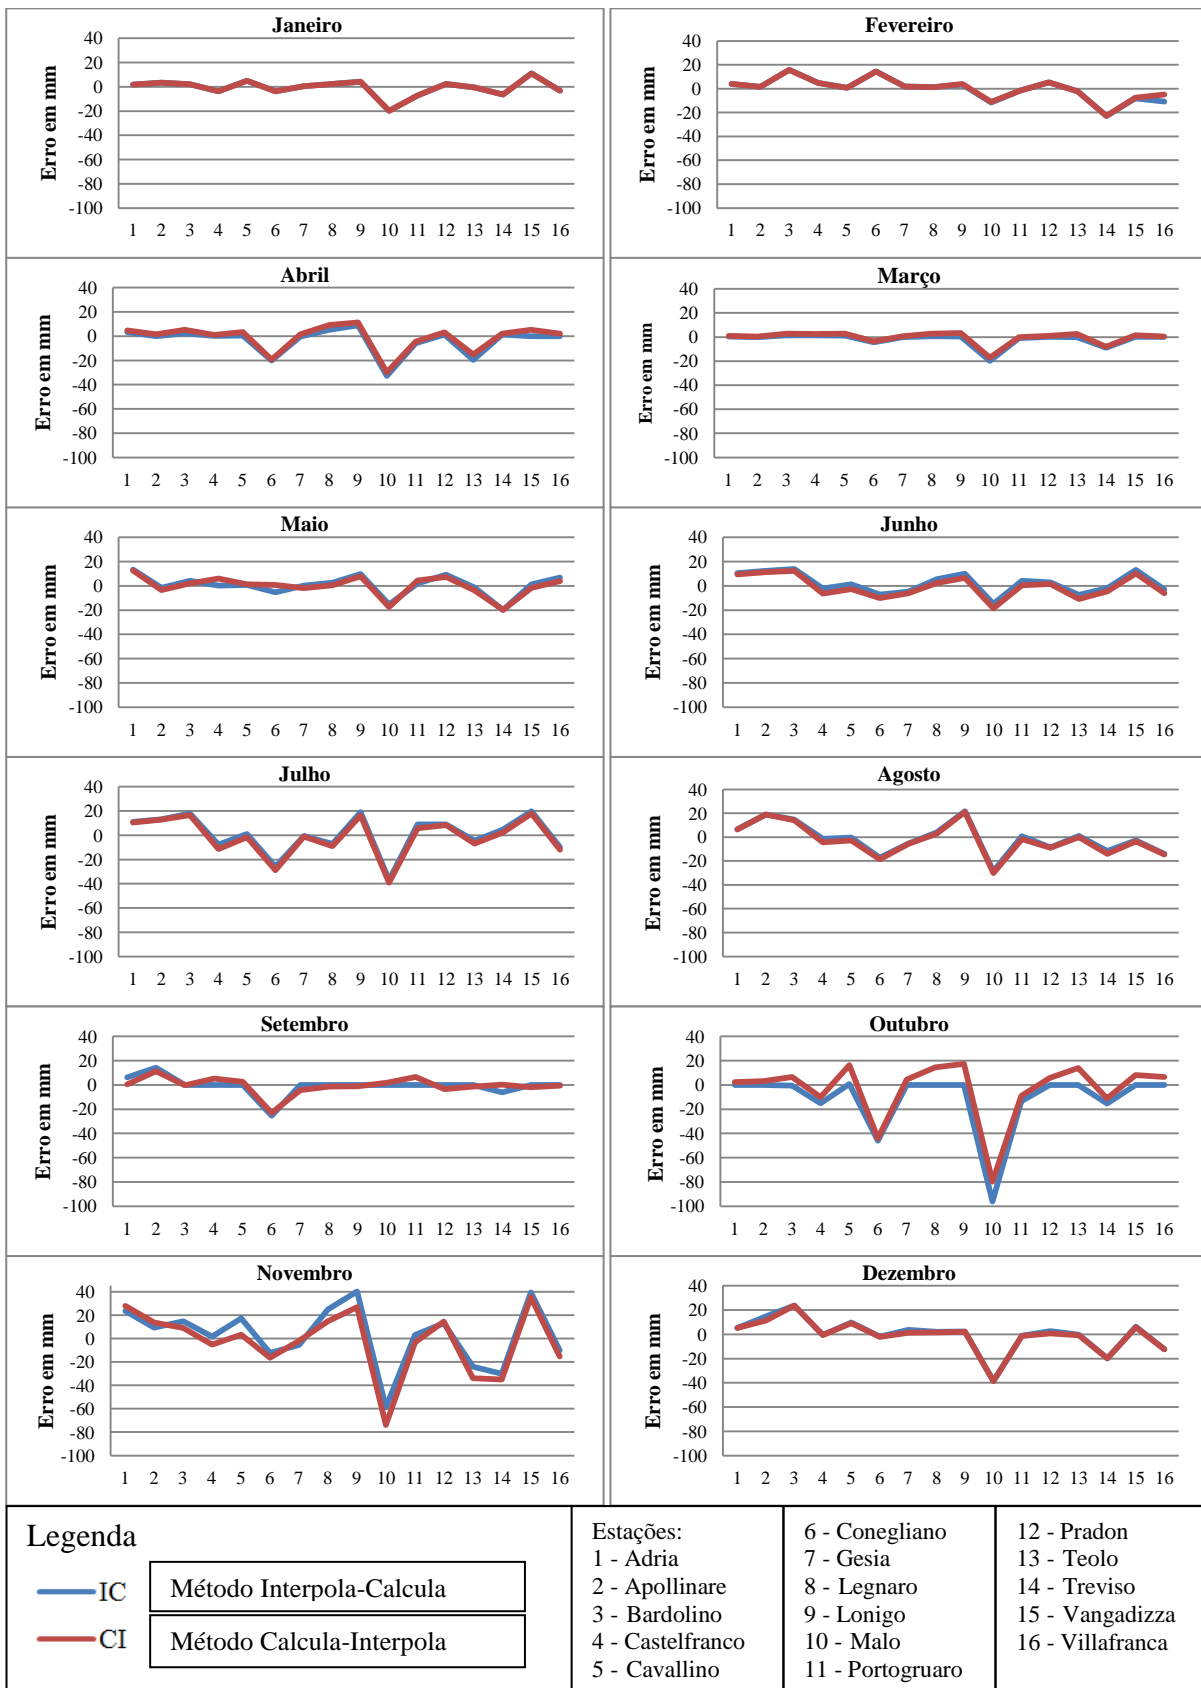 Janeiro
Erro em mm
40
20
0
-20
-40
-60
-80
-100
1 2 3 4 5 6 7 8 9 10 11 12 13 14 15 16
Fevereiro
Erro em mm
40
20
0
-20
-40
-60
-80
-100
1 2 3 4 5 6 7 8 9 10 11 12 13 14 15 16
Abril
Erro em mm
40
20
0
-20
-40
-60
-80
-100
1 2 3 4 5 6 7 8 9 10 11 12 13 14 15 16
Março
Erro em mm
40
20
0
-20
-40
-60
-80
-100
1 2 3 4 5 6 7 8 9 10 11 12 13 14 15 16
Maio
Erro em mm
40
20
0
-20
-40
-60
-80
-100
1 2 3 4 5 6 7 8 9 10 11 12 13 14 15 16
Junho
Erro em mm
40
20
0
-20
-40
-60
-80
-100
1 2 3 4 5 6 7 8 9 10 11 12 13 14 15 16
Julho
Erro em mm
40
20
0
-20
-40
-60
-80
-100
1 2 3 4 5 6 7 8 9 10 11 12 13 14 15 16
Agosto
Erro em mm
40
20
0
-20
-40
-60
-80
-100
1 2 3 4 5 6 7 8 9 10 11 12 13 14 15 16
Setembro
Erro em mm
40
20
0
-20
-40
-60
-80
-100
1 2 3 4 5 6 7 8 9 10 11 12 13 14 15 16
Outubro
Erro em mm
40
20
0
-20
-40
-60
-80
-100
1 2 3 4 5 6 7 8 9 10 11 12 13 14 15 16
Novembro
Erro em mm
40
20
0
-20
-40
-60
-80
-100
1 2 3 4 5 6 7 8 9 10 11 12 13 14 15 16
Dezembro
Erro em mm
40
20
0
-20
-40
-60
-80
-100
1 2 3 4 5 6 7 8 9 10 11 12 13 14 15 16
Legenda
IC Método Interpola-Calcula
CI Método Calcula-Interpola
Estações:
1 - Adria
2 - Apollinare
3 - Bardolino
4 - Castelfranco
5 - Cavallino
6 - Conegliano
7 - Gesia
8 - Legnaro
9 - Lonigo
10 - Malo
11 - Portogruaro
12 - Pradon
13 - Teolo
14 - Treviso
15 - Vangadizza
16 - Villafranca